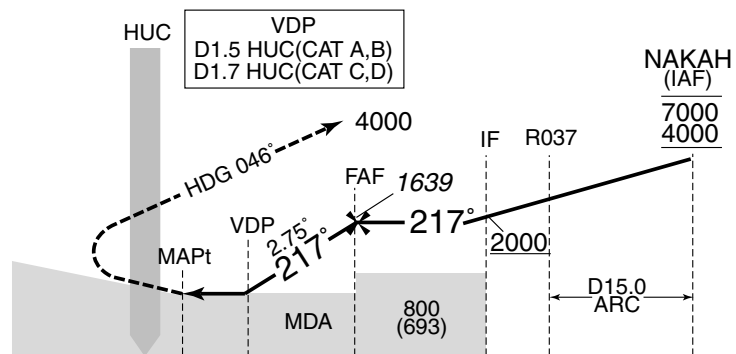 HUC
VDP
D1.5 HUC(CAT A,B)
D1.7 HUC(CAT C,D)
NAKAH
(IAF)
7000
4000
4000
HDG 046°
IF
R037
FAF
1639
217°
2000
VDP
2.75°
217°
MAPt
D15.0
ARC
MDA
800
(693)